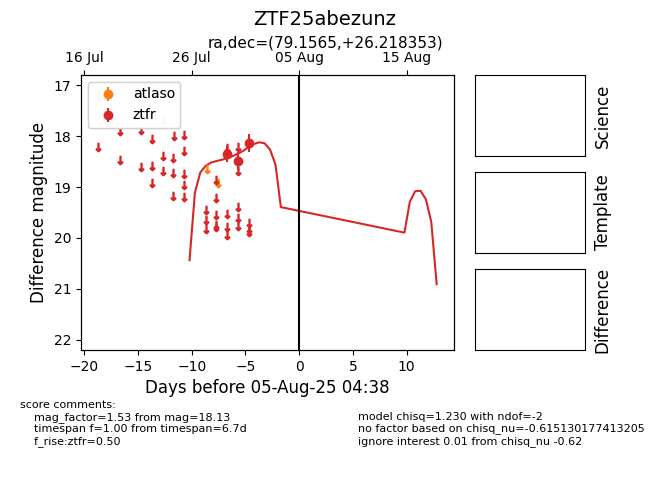 ZTF25abezunz
ra,dec=(79.1565,+26.218353)
16 Jul
26 Jul
05 Aug
15 Aug
atlaso
ztfr
17
18
19
20
21
22
Difference magnitude
−20
−15
−10
−5
0
5
10
Days before 05-Aug-25 04:38
Science
Template
Difference
score comments:
mag_factor=1.53 from mag=18.13
timespan f=1.00 from timespan=6.7d
f_rise:ztfr=0.50
model chisq=1.230 with ndof=-2
no factor based on chisq_nu=-0.615130177413205
ignore interest 0.01 from chisq_nu -0.62